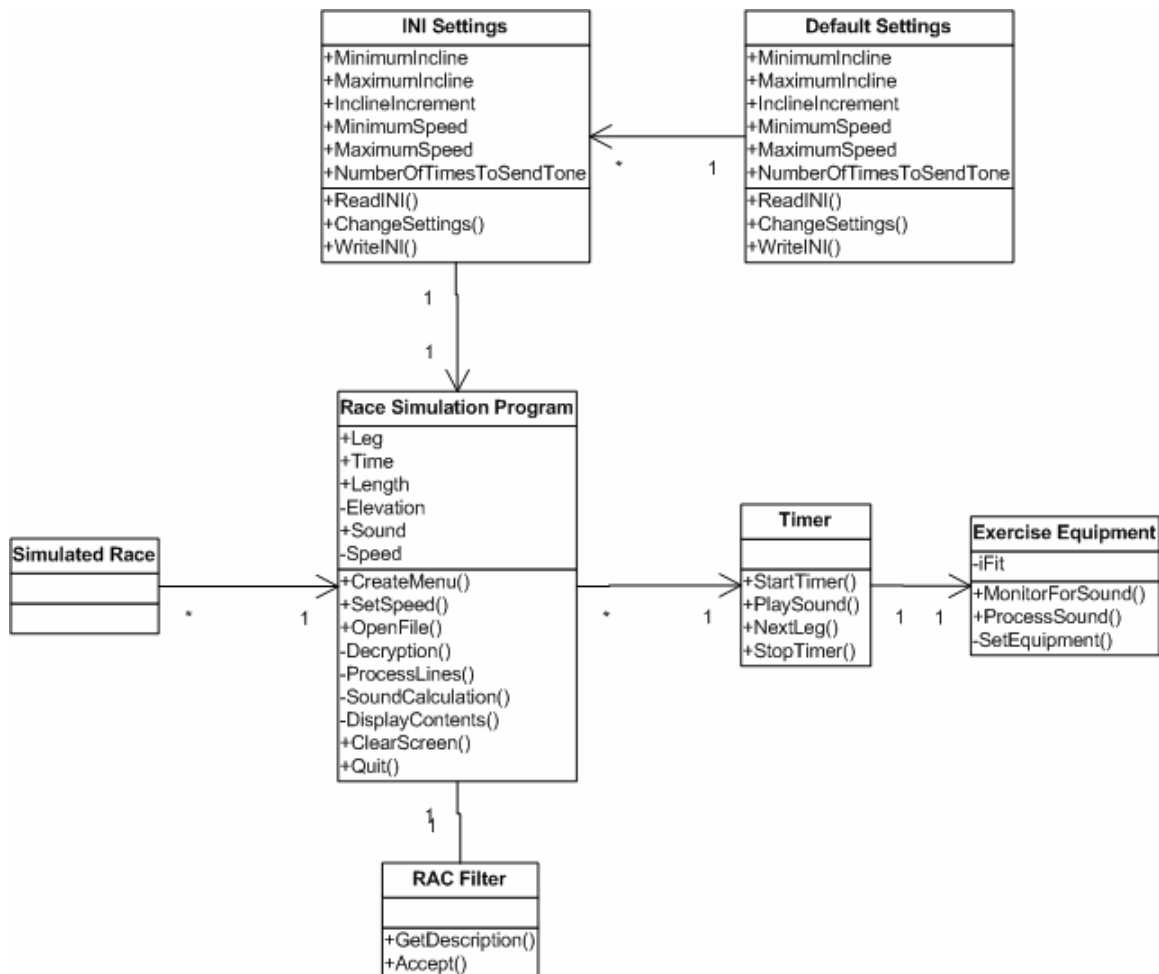 INI Settings
+MinimumIncline
+MaximumIncline
+InclineIncrement
+MinimumSpeed
+MaximumSpeed
+NumberOfTimesToSendTone
+ReadINI()
+ChangeSettings()
+WriteINI()
Default Settings
+MinimumIncline
+MaximumIncline
+InclineIncrement
+MinimumSpeed
+MaximumSpeed
+NumberOfTimesToSendTone
+ReadINI()
+ChangeSettings()
+WriteINI()
*
1
1
1
Race Simulation Program
+Leg
+Time
+Length
-Elevation
+Sound
-Speed
+CreateMenu()
+SetSpeed()
+OpenFile()
-Decryption()
-ProcessLines()
-SoundCalculation()
-DisplayContents()
+ClearScreen()
+Quit()
Simulated Race
*
1
*
1
Timer
+StartTimer()
+PlaySound()
+NextLeg()
+StopTimer()
1
1
Exercise Equipment
-iFit
+MonitorForSound()
+ProcessSound()
-SetEquipment()
1
1
RAC Filter
+GetDescription()
+Accept()